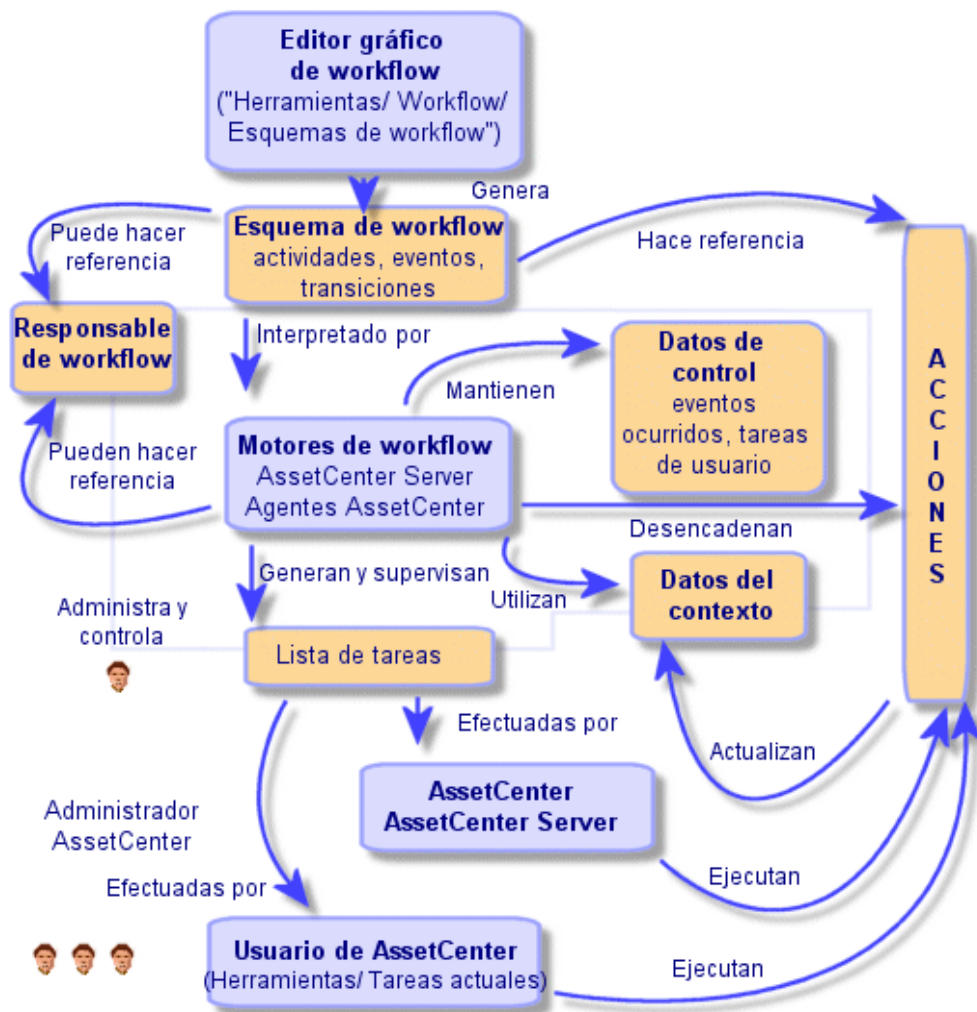 Editor gráfico
de workflow
("Herramientas/ Workflow/
Esquemas de workflow")
Genera
Puede hacer
referencia
Esquema de workflow
actividades, eventos,
transiciones
Hace referencia
Responsable
de workflow
Interpretado por
Mantienen
Datos de
control
eventos
ocurridos, tareas
de usuario
ACCIONES
Pueden hacer
referencia
Motores de workflow
AssetCenter Server
Agentes AssetCenter
Desencadenan
Generan y supervisan
Utilizan
Datos del
contexto
Administra y
controla
Lista de tareas
Efectuadas por
Actualizan
AssetCenter
AssetCenter Server
Administrador
AssetCenter
Efectuadas por
Ejecutan
Usuario de AssetCenter
(Herramientas/ Tareas actuales)
Ejecutan